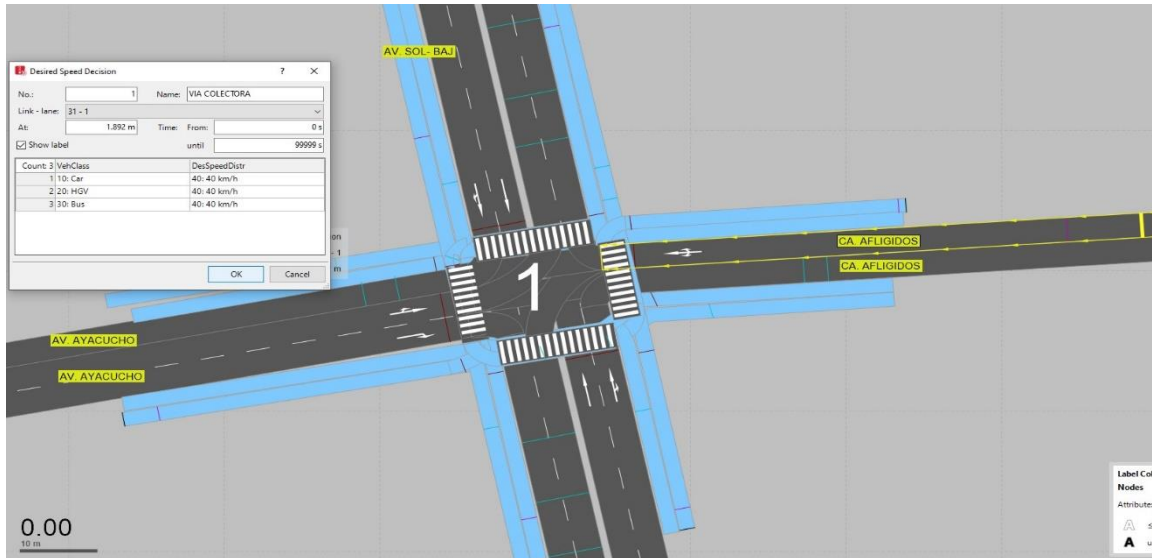 AV. SOL- BAJ
Desired Speed Decision ? ×
No.: 1 Name: VIA COLECTORA
Link - lane: 31 - 1
At: 1.892 m Time: From: 0 s
Show label until 99999 s
Count: 3 VehClass DesSpeedDistr
1 10: Car 40: 40 km/h
2 20: HGV 40: 40 km/h
3 30: Bus 40: 40 km/h
OK Cancel
on
- 1
m
CA. AFLIGIDOS
CA. AFLIGIDOS
1
AV. AYACUCHO
AV. AYACUCHO
Label Col
Nodes
Attribute
A ≤
A u
0.00
10 m